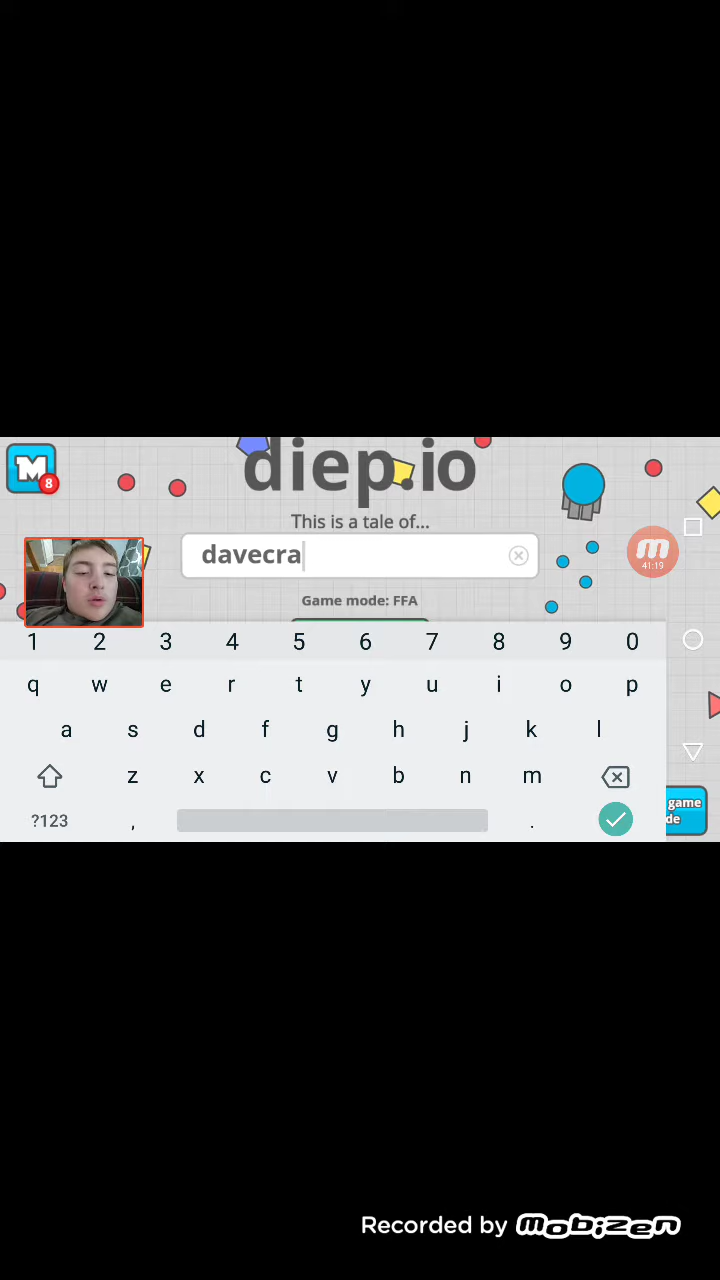 diep.io
M
8
This is a tale of...
davecra
41:19
Game mode: FFA
1 2 3 4 5 6 7 8 9 0
q w e r t y u i o p
a s d f g h j k l
z x c v b n m
game
de
?123 , .
Recorded by mobizen